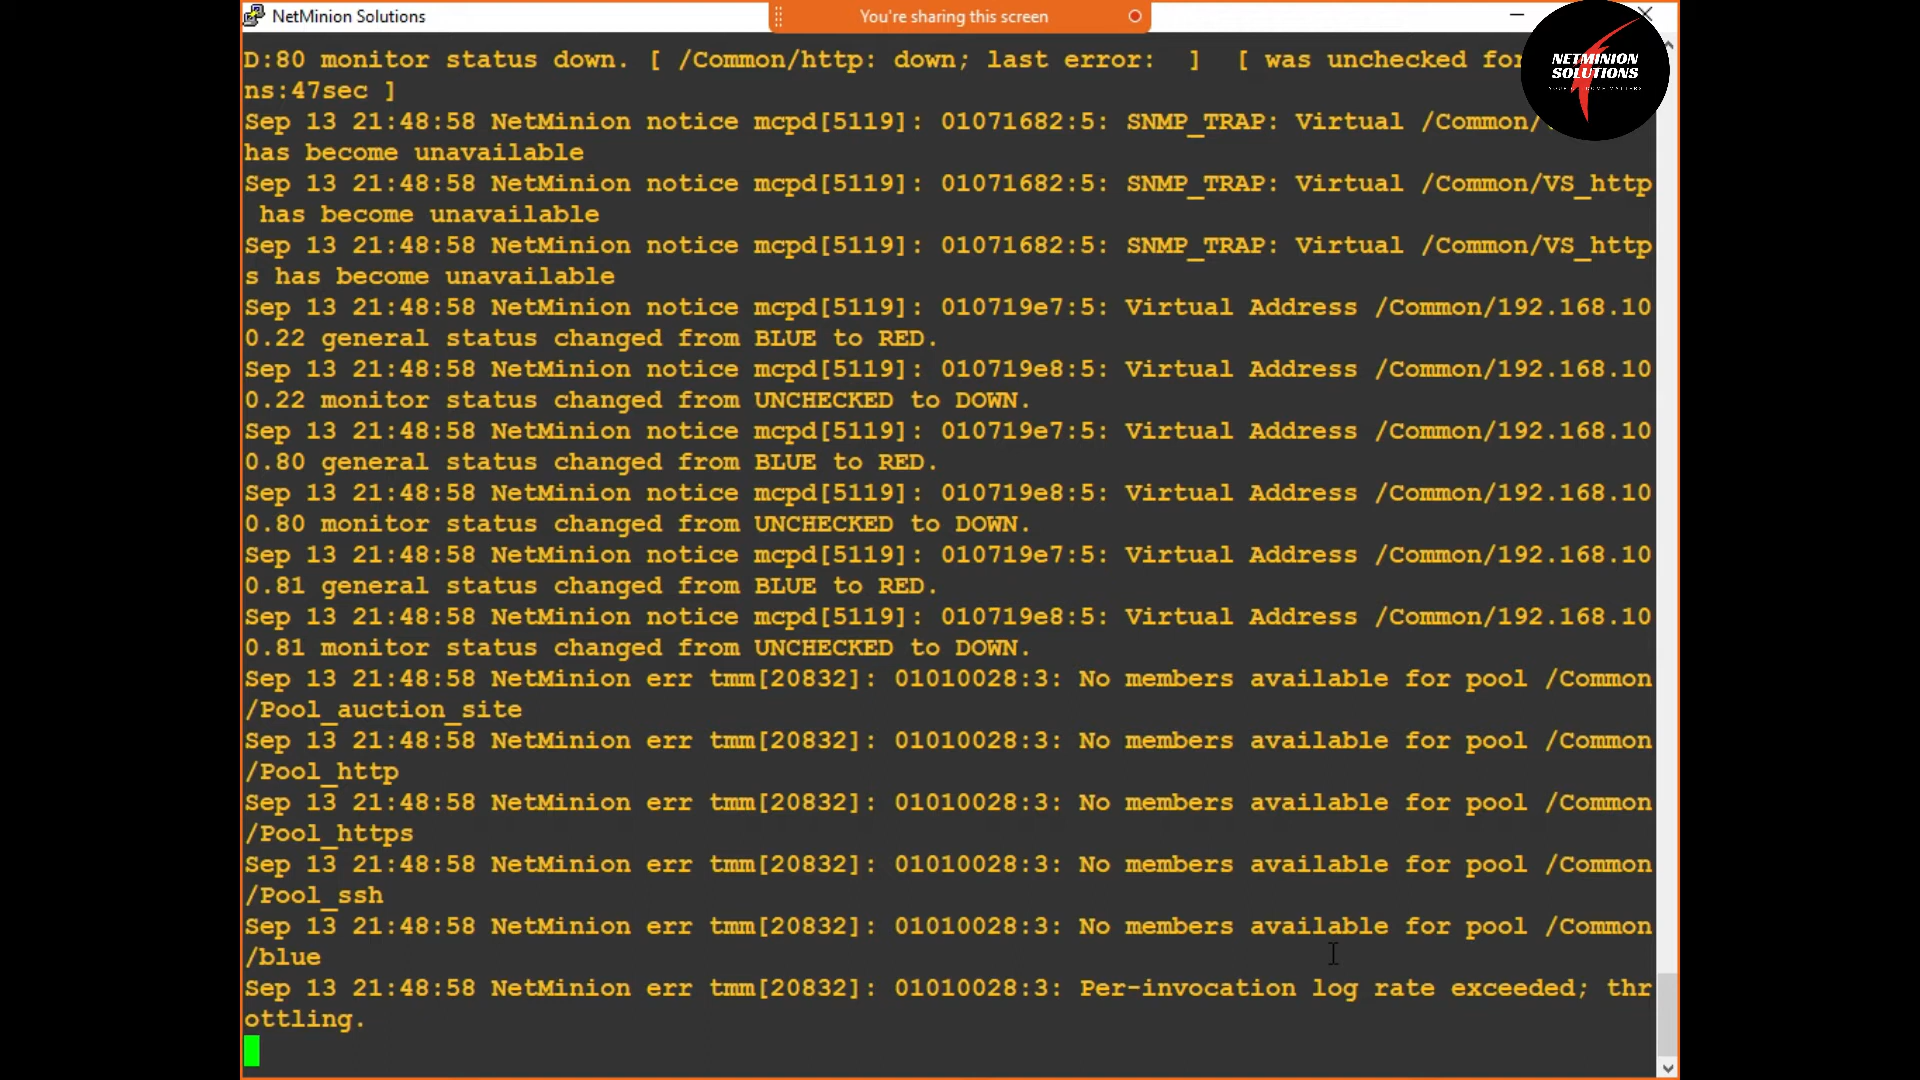 NetMinion Solutions
You're sharing this screen
NETMINION
SOLUTIONS
D:80 monitor status down. [ /Common/http: down; last error:  ]  [ was unchecked for
ns:47sec ]
Sep 13 21:48:58 NetMinion notice mcpd[5119]: 01071682:5: SNMP_TRAP: Virtual /Common/
has become unavailable
Sep 13 21:48:58 NetMinion notice mcpd[5119]: 01071682:5: SNMP_TRAP: Virtual /Common/VS_http
 has become unavailable
Sep 13 21:48:58 NetMinion notice mcpd[5119]: 01071682:5: SNMP_TRAP: Virtual /Common/VS_http
s has become unavailable
Sep 13 21:48:58 NetMinion notice mcpd[5119]: 010719e7:5: Virtual Address /Common/192.168.10
0.22 general status changed from BLUE to RED.
Sep 13 21:48:58 NetMinion notice mcpd[5119]: 010719e8:5: Virtual Address /Common/192.168.10
0.22 monitor status changed from UNCHECKED to DOWN.
Sep 13 21:48:58 NetMinion notice mcpd[5119]: 010719e7:5: Virtual Address /Common/192.168.10
0.80 general status changed from BLUE to RED.
Sep 13 21:48:58 NetMinion notice mcpd[5119]: 010719e8:5: Virtual Address /Common/192.168.10
0.80 monitor status changed from UNCHECKED to DOWN.
Sep 13 21:48:58 NetMinion notice mcpd[5119]: 010719e7:5: Virtual Address /Common/192.168.10
0.81 general status changed from BLUE to RED.
Sep 13 21:48:58 NetMinion notice mcpd[5119]: 010719e8:5: Virtual Address /Common/192.168.10
0.81 monitor status changed from UNCHECKED to DOWN.
Sep 13 21:48:58 NetMinion err tmm[20832]: 01010028:3: No members available for pool /Common
/Pool_auction_site
Sep 13 21:48:58 NetMinion err tmm[20832]: 01010028:3: No members available for pool /Common
/Pool_http
Sep 13 21:48:58 NetMinion err tmm[20832]: 01010028:3: No members available for pool /Common
/Pool_https
Sep 13 21:48:58 NetMinion err tmm[20832]: 01010028:3: No members available for pool /Common
/Pool_ssh
Sep 13 21:48:58 NetMinion err tmm[20832]: 01010028:3: No members available for pool /Common
/blue
Sep 13 21:48:58 NetMinion err tmm[20832]: 01010028:3: Per-invocation log rate exceeded; thr
ottling.